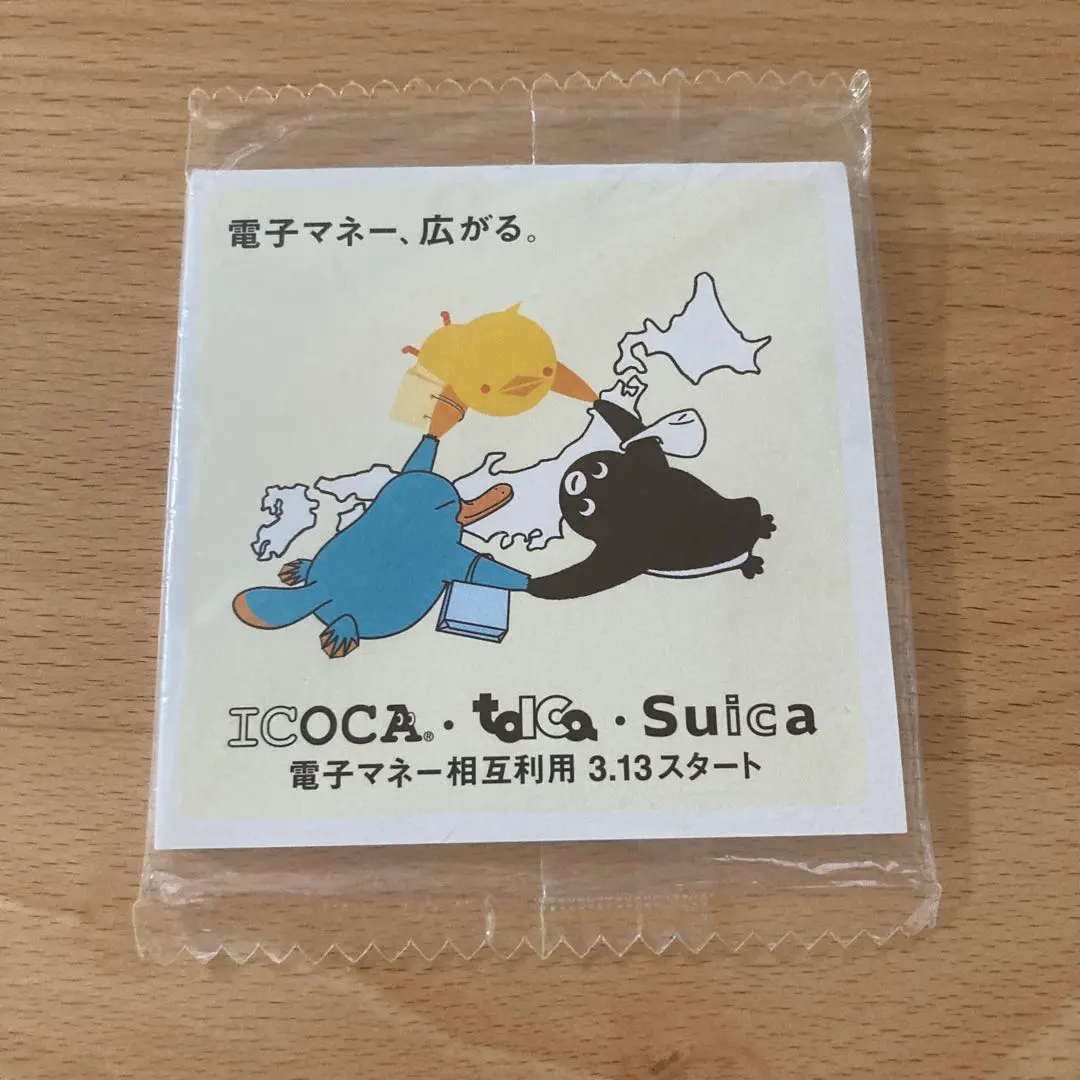 電子マネー、広がる。
ICOCA®・toICa・Suica
電子マネー相互利用 3.13スタート